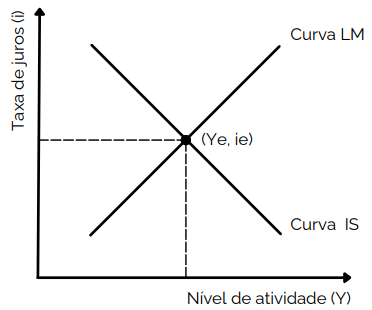 Taxa de juros (i)
Curva LM
(Ye, ie)
Curva IS
Nível de atividade (Y)